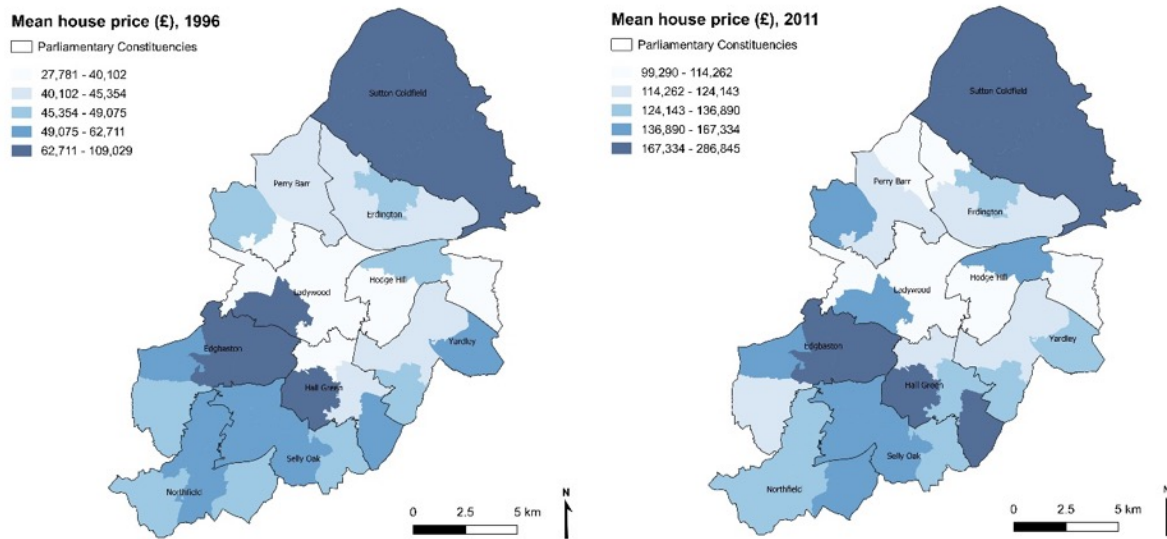 Mean house price (£), 1996
Parliamentary Constituencies
27,781 - 40,102
40,102 - 45,354
45,354 - 49,075
49,075 - 62,711
62,711 - 109,029
Sutton Coldfield
Perry Barr
Erdington
Ladywood
Hodge Hill
Edgbaston
Yardley
Hall Green
Selly Oak
Northfield
0 2.5 5 km
N
Mean house price (£), 2011
Parliamentary Constituencies
99,290 - 114,262
114,262 - 124,143
124,143 - 136,890
136,890 - 167,334
167,334 - 286,845
Sutton Coldfield
Perry Barr
Erdington
Ladywood
Hodge Hill
Edgbaston
Yardley
Hall Green
Selly Oak
Northfield
0 2.5 5 km
N